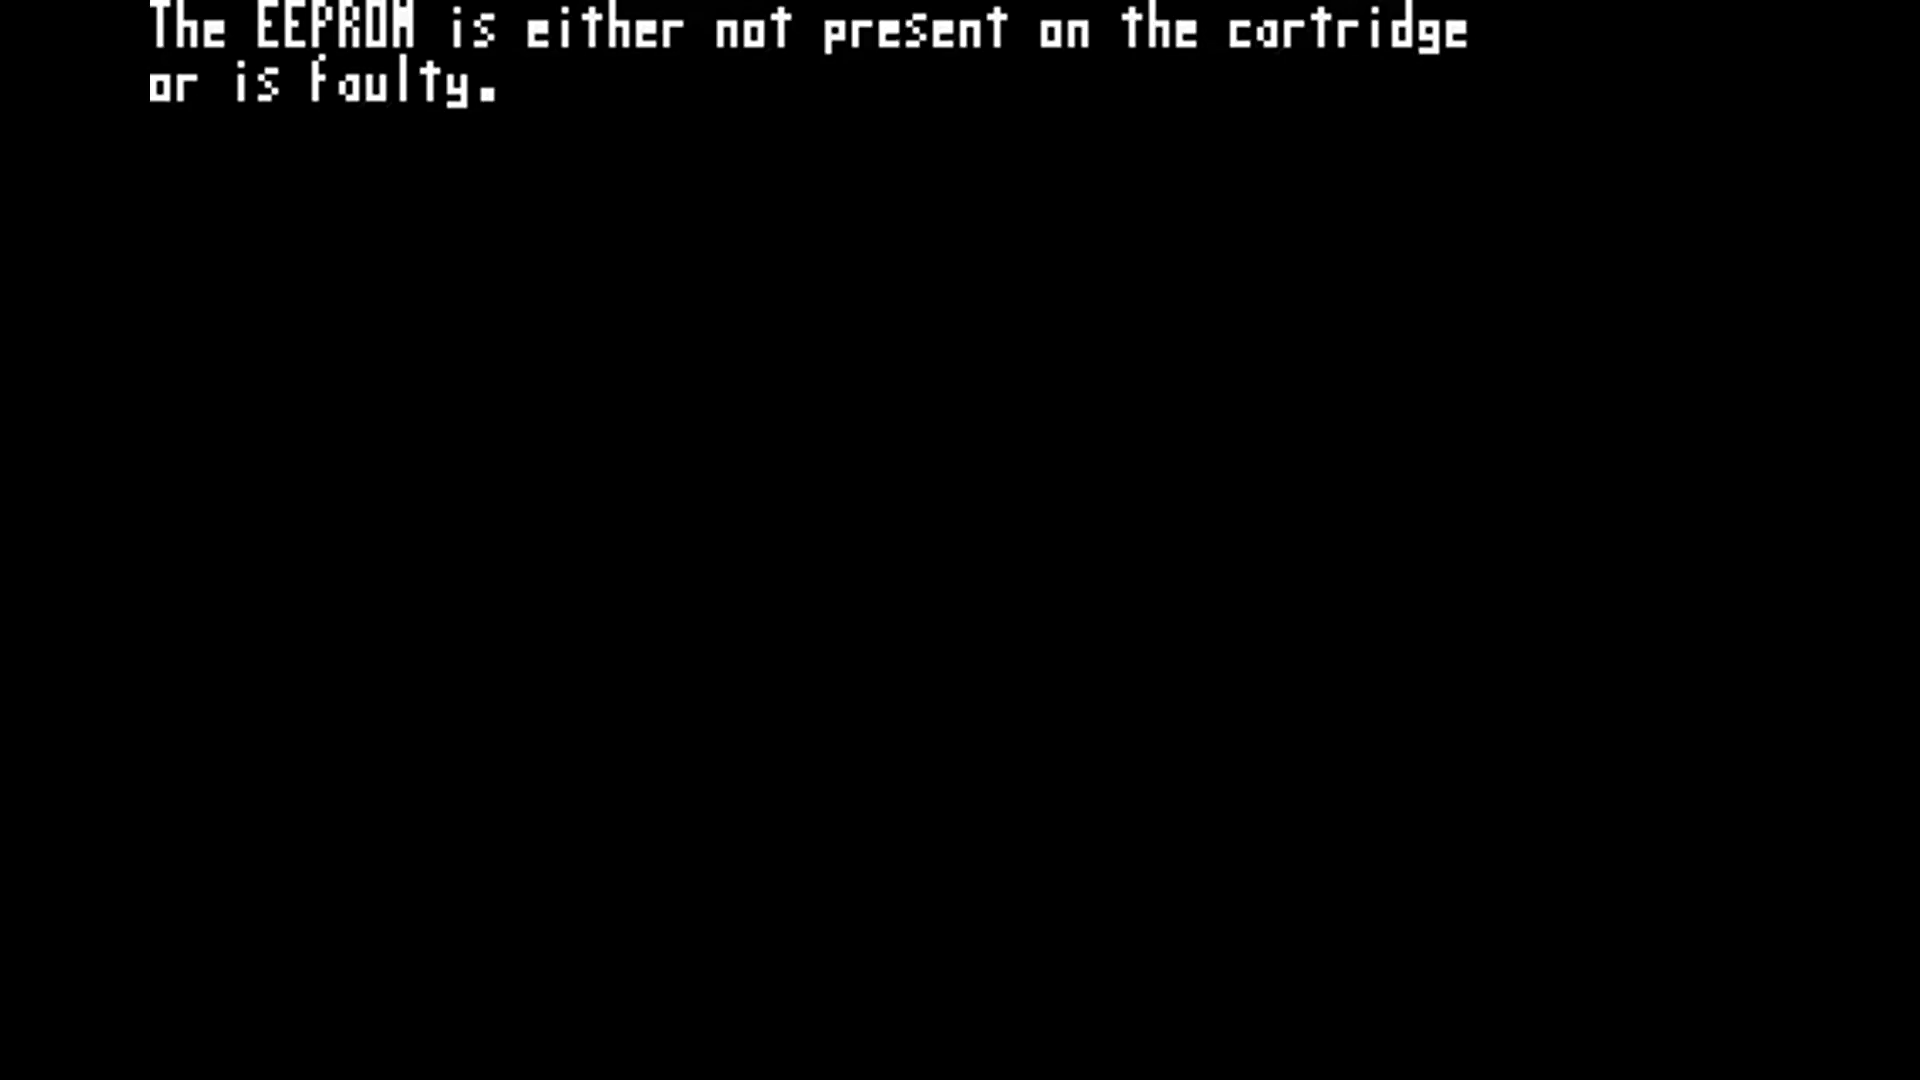 The EEPROM is either not present on the cartridge
or is faulty.